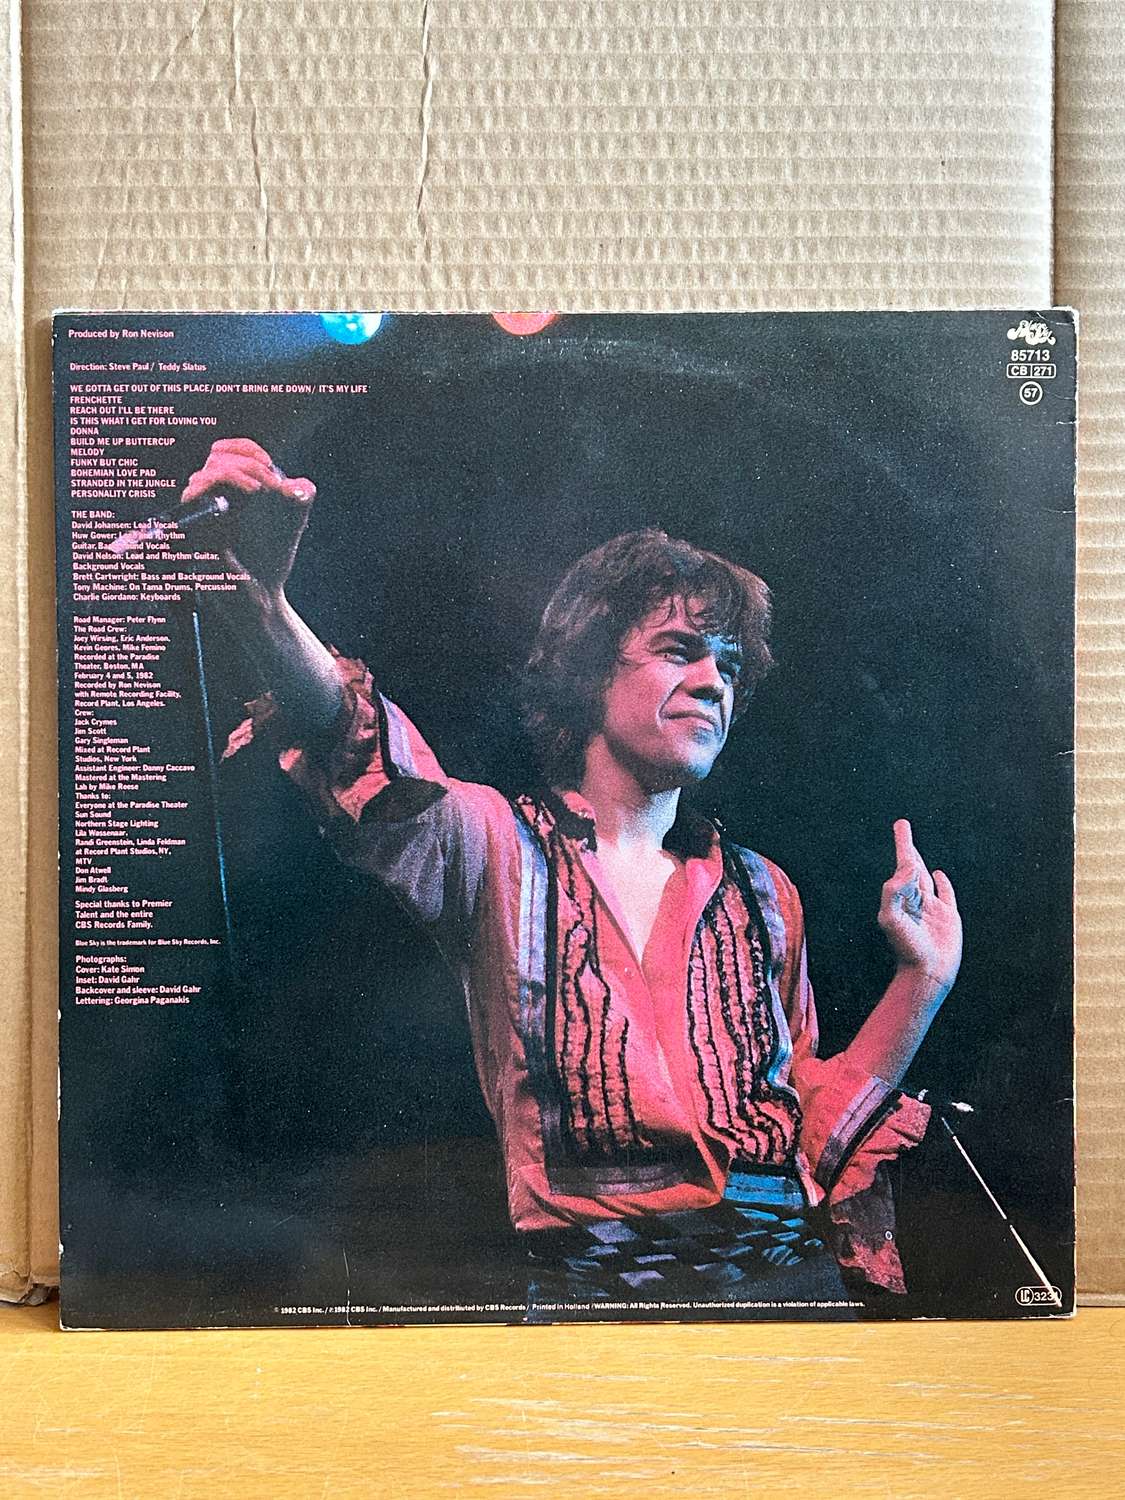 Produced by Ron Nevison
Direction: Steve Paul / Teddy Slatus
WE GOTTA GET OUT OF THIS PLACE / DON'T BRING ME DOWN / IT'S MY LIFE
FRENCHETTE
REACH OUT I'LL BE THERE
IS THIS WHAT I GET FOR LOVING YOU
DONNA
BUILD ME UP BUTTERCUP
MELODY
FUNKY BUT CHIC
BOHEMIAN LOVE PAD
STRANDED IN THE JUNGLE
PERSONALITY CRISIS
THE BAND:
David Johansen: Lead Vocals
Huw Gower: Lead and Rhythm
Guitar, Background Vocals
David Nelson: Lead and Rhythm Guitar,
Background Vocals
Brett Cartwright: Bass and Background Vocals
Tony Machine: On Tama Drums, Percussion
Charlie Giordano: Keyboards
Road Manager: Peter Flynn
The Road Crew:
Joey Wirsing, Eric Anderson,
Kevin Geores, Mike Femino
Recorded at the Paradise
Theater, Boston, MA
February 4 and 5, 1982
Recorded by Ron Nevison
with Remote Recording Facility,
Record Plant, Los Angeles.
Crew:
Jack Crymes
Jim Scott
Gary Singleman
Mixed at Record Plant
Studios, New York
Assistant Engineer: Danny Caccavo
Mastered at the Mastering
Lab by Mike Reese
Thanks to:
Everyone at the Paradise Theater
Sun Sound
Northern Stage Lighting
Lila Wassenaar,
Randi Greenstein, Linda Feldman
at Record Plant Studios, NY,
MTV
Don Atwell
Jim Bradt
Mindy Glasberg
Special thanks to Premier
Talent and the entire
CBS Records Family.
Blue Sky is the trademark for Blue Sky Records, Inc.
Photographs:
Cover: Kate Simon
Inset: David Gahr
Backcover and sleeve: David Gahr
Lettering: Georgina Paganakis
Blue Sky
85713
CB 271
57
© 1982 CBS Inc. / ℗ 1982 CBS Inc. / Manufactured and distributed by CBS Records / Printed in Holland / WARNING: All Rights Reserved. Unauthorized duplication is a violation of applicable laws.
LC 3231